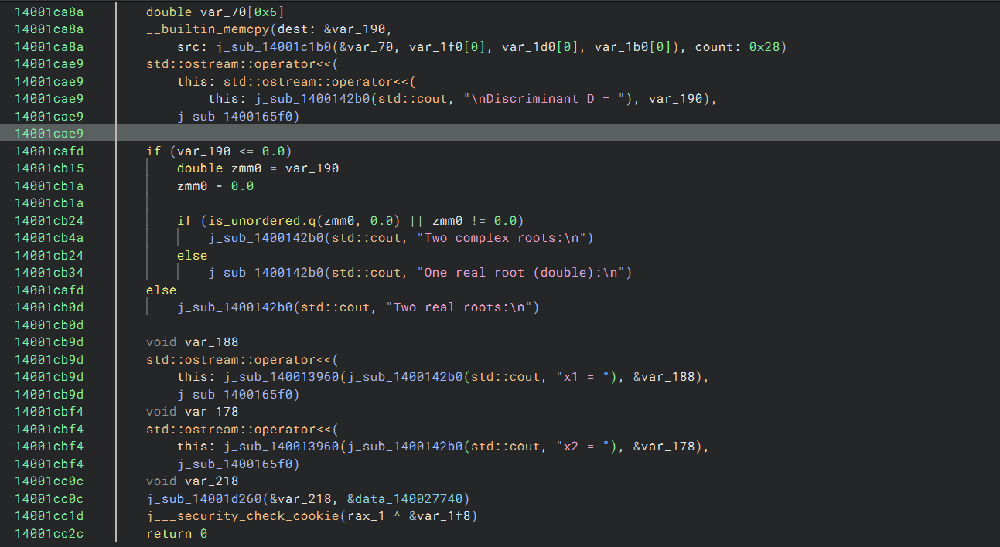 14001ca8a double var_70[0x6]
14001ca8a __builtin_memcpy(dest: &var_190,
14001ca8a src: j_sub_14001c1b0(&var_70, var_1f0[0], var_1d0[0], var_1b0[0]), count: 0x28)
14001cae9 std::ostream::operator<<(
14001cae9 this: std::ostream::operator<<(
14001cae9 this: j_sub_1400142b0(std::cout, "\nDiscriminant D = "), var_190),
14001cae9 j_sub_1400165f0)
14001cae9
14001cafd if (var_190 <= 0.0)
14001cb15 double zmm0 = var_190
14001cb1a zmm0 - 0.0
14001cb1a
14001cb24 if (is_unordered.q(zmm0, 0.0) || zmm0 != 0.0)
14001cb4a j_sub_1400142b0(std::cout, "Two complex roots:\n")
14001cb24 else
14001cb34 j_sub_1400142b0(std::cout, "One real root (double):\n")
14001cafd else
14001cb0d j_sub_1400142b0(std::cout, "Two real roots:\n")
14001cb0d
14001cb9d void var_188
14001cb9d std::ostream::operator<<(
14001cb9d this: j_sub_140013960(j_sub_1400142b0(std::cout, "x1 = "), &var_188),
14001cb9d j_sub_1400165f0)
14001cbf4 void var_178
14001cbf4 std::ostream::operator<<(
14001cbf4 this: j_sub_140013960(j_sub_1400142b0(std::cout, "x2 = "), &var_178),
14001cbf4 j_sub_1400165f0)
14001cc0c void var_218
14001cc0c j_sub_14001d260(&var_218, &data_140027740)
14001cc1d j___security_check_cookie(rax_1 ^ &var_1f8)
14001cc2c return 0